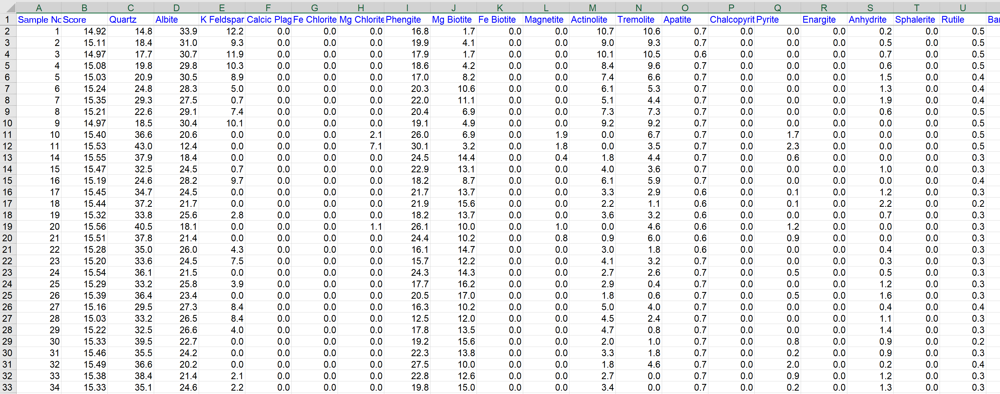 A B C D E F G H I J K L M N O P Q R S T U
1 Sample No Score Quartz Albite K Feldspar Calcic Plag Fe Chlorite Mg Chlorite Phengite Mg Biotite Fe Biotite Magnetite Actinolite Tremolite Apatite Chalcopyrit Pyrite Enargite Anhydrite Sphalerite Rutile Bar
2 1 14.92 14.8 33.9 12.2 0.0 0.0 0.0 16.8 1.7 0.0 0.0 10.7 10.6 0.7 0.0 0.0 0.0 0.2 0.0 0.5
3 2 15.11 18.4 31.0 9.3 0.0 0.0 0.0 19.9 4.1 0.0 0.0 9.0 9.3 0.7 0.0 0.0 0.0 0.5 0.0 0.5
4 3 14.97 17.7 30.7 11.9 0.0 0.0 0.0 17.9 1.7 0.0 0.0 10.1 10.5 0.6 0.0 0.0 0.0 0.7 0.0 0.5
5 4 15.08 19.8 29.8 10.3 0.0 0.0 0.0 18.6 4.2 0.0 0.0 8.4 9.6 0.7 0.0 0.0 0.0 0.6 0.0 0.5
6 5 15.03 20.9 30.5 8.9 0.0 0.0 0.0 17.0 8.2 0.0 0.0 7.4 6.6 0.7 0.0 0.0 0.0 1.5 0.0 0.4
7 6 15.24 24.8 28.3 5.0 0.0 0.0 0.0 20.3 10.6 0.0 0.0 6.1 5.3 0.7 0.0 0.0 0.0 1.3 0.0 0.4
8 7 15.35 29.3 27.5 0.7 0.0 0.0 0.0 22.0 11.1 0.0 0.0 5.1 4.4 0.7 0.0 0.0 0.0 1.9 0.0 0.4
9 8 15.21 22.6 29.1 7.4 0.0 0.0 0.0 20.4 6.9 0.0 0.0 7.3 7.3 0.7 0.0 0.0 0.0 0.6 0.0 0.5
10 9 14.97 18.5 30.4 10.1 0.0 0.0 0.0 19.1 4.9 0.0 0.0 9.2 9.2 0.7 0.0 0.0 0.0 0.0 0.0 0.5
11 10 15.40 36.6 20.6 0.0 0.0 0.0 2.1 26.0 6.9 0.0 1.9 0.0 6.7 0.7 0.0 1.7 0.0 0.0 0.0 0.5
12 11 15.53 43.0 12.4 0.0 0.0 0.0 7.1 30.1 3.2 0.0 1.8 0.0 3.5 0.7 0.0 2.3 0.0 0.0 0.0 0.5
13 14 15.55 37.9 18.4 0.0 0.0 0.0 0.0 24.5 14.4 0.0 0.4 1.8 4.4 0.7 0.0 0.6 0.0 0.0 0.0 0.3
14 15 15.47 32.5 24.5 0.7 0.0 0.0 0.0 22.9 13.1 0.0 0.0 4.0 3.6 0.7 0.0 0.0 0.0 1.0 0.0 0.3
15 16 15.19 24.6 28.2 9.7 0.0 0.0 0.0 18.2 8.7 0.0 0.0 6.1 5.9 0.7 0.0 0.0 0.0 0.0 0.0 0.4
16 17 15.45 34.7 24.5 0.0 0.0 0.0 0.0 21.7 13.7 0.0 0.0 3.3 2.9 0.6 0.0 0.1 0.0 1.2 0.0 0.3
17 18 15.44 37.2 21.7 0.0 0.0 0.0 0.0 21.9 15.6 0.0 0.0 2.2 1.1 0.6 0.0 0.1 0.0 2.2 0.0 0.2
18 19 15.32 33.8 25.6 2.8 0.0 0.0 0.0 18.2 13.7 0.0 0.0 3.6 3.2 0.6 0.0 0.0 0.0 0.7 0.0 0.3
19 20 15.56 40.5 18.1 0.0 0.0 0.0 1.1 26.1 10.0 0.0 1.0 0.0 4.6 0.6 0.0 1.2 0.0 0.0 0.0 0.3
20 21 15.51 37.8 21.4 0.0 0.0 0.0 0.0 24.4 10.2 0.0 0.8 0.9 6.0 0.6 0.0 0.9 0.0 0.0 0.0 0.3
21 22 15.28 35.0 26.0 4.3 0.0 0.0 0.0 16.1 14.7 0.0 0.0 3.0 1.8 0.6 0.0 0.0 0.0 0.4 0.0 0.3
22 23 15.20 33.6 24.5 7.5 0.0 0.0 0.0 15.7 12.2 0.0 0.0 4.1 3.2 0.7 0.0 0.0 0.0 0.3 0.0 0.3
23 24 15.54 36.1 21.5 0.0 0.0 0.0 0.0 24.3 14.3 0.0 0.0 2.7 2.6 0.7 0.0 0.5 0.0 0.5 0.0 0.3
24 25 15.29 33.2 25.8 3.9 0.0 0.0 0.0 17.7 16.2 0.0 0.0 2.9 0.4 0.7 0.0 0.0 0.0 1.2 0.0 0.3
25 26 15.39 36.4 23.4 0.0 0.0 0.0 0.0 20.5 17.0 0.0 0.0 1.8 0.6 0.7 0.0 0.5 0.0 1.6 0.0 0.3
26 27 15.16 29.5 27.3 8.4 0.0 0.0 0.0 16.3 10.2 0.0 0.0 5.0 4.0 0.7 0.0 0.0 0.0 0.4 0.0 0.4
27 28 15.03 33.2 26.5 8.4 0.0 0.0 0.0 12.5 12.0 0.0 0.0 4.5 2.4 0.7 0.0 0.0 0.0 1.1 0.0 0.3
28 29 15.22 32.5 26.6 4.0 0.0 0.0 0.0 17.8 13.5 0.0 0.0 4.7 0.8 0.7 0.0 0.0 0.0 1.4 0.0 0.3
29 30 15.33 39.5 22.7 0.0 0.0 0.0 0.0 19.2 15.6 0.0 0.0 2.0 1.0 0.7 0.0 0.8 0.0 0.9 0.0 0.2
30 31 15.46 35.5 24.2 0.0 0.0 0.0 0.0 22.3 13.8 0.0 0.0 3.3 1.8 0.7 0.0 0.2 0.0 0.9 0.0 0.3
31 32 15.49 36.6 20.2 0.0 0.0 0.0 0.0 27.5 10.0 0.0 0.0 1.8 4.6 0.7 0.0 2.0 0.0 0.2 0.0 0.4
32 33 15.38 38.4 21.4 2.1 0.0 0.0 0.0 22.8 12.6 0.0 0.0 2.7 0.0 0.7 0.0 0.9 0.0 1.2 0.0 0.3
33 34 15.33 35.1 24.6 2.2 0.0 0.0 0.0 19.8 15.0 0.0 0.0 3.4 0.0 0.7 0.0 0.2 0.0 1.3 0.0 0.3